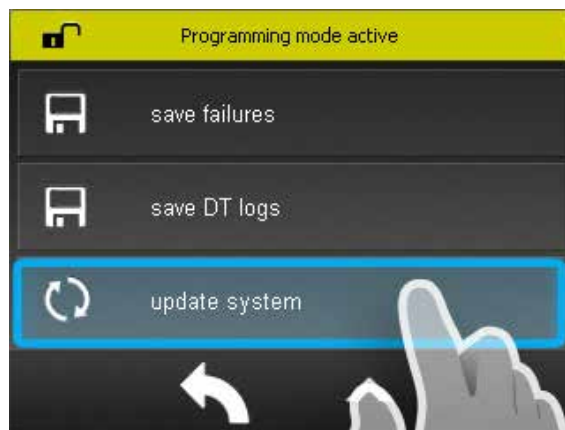 Programming mode active
save failures
save DT logs
update system